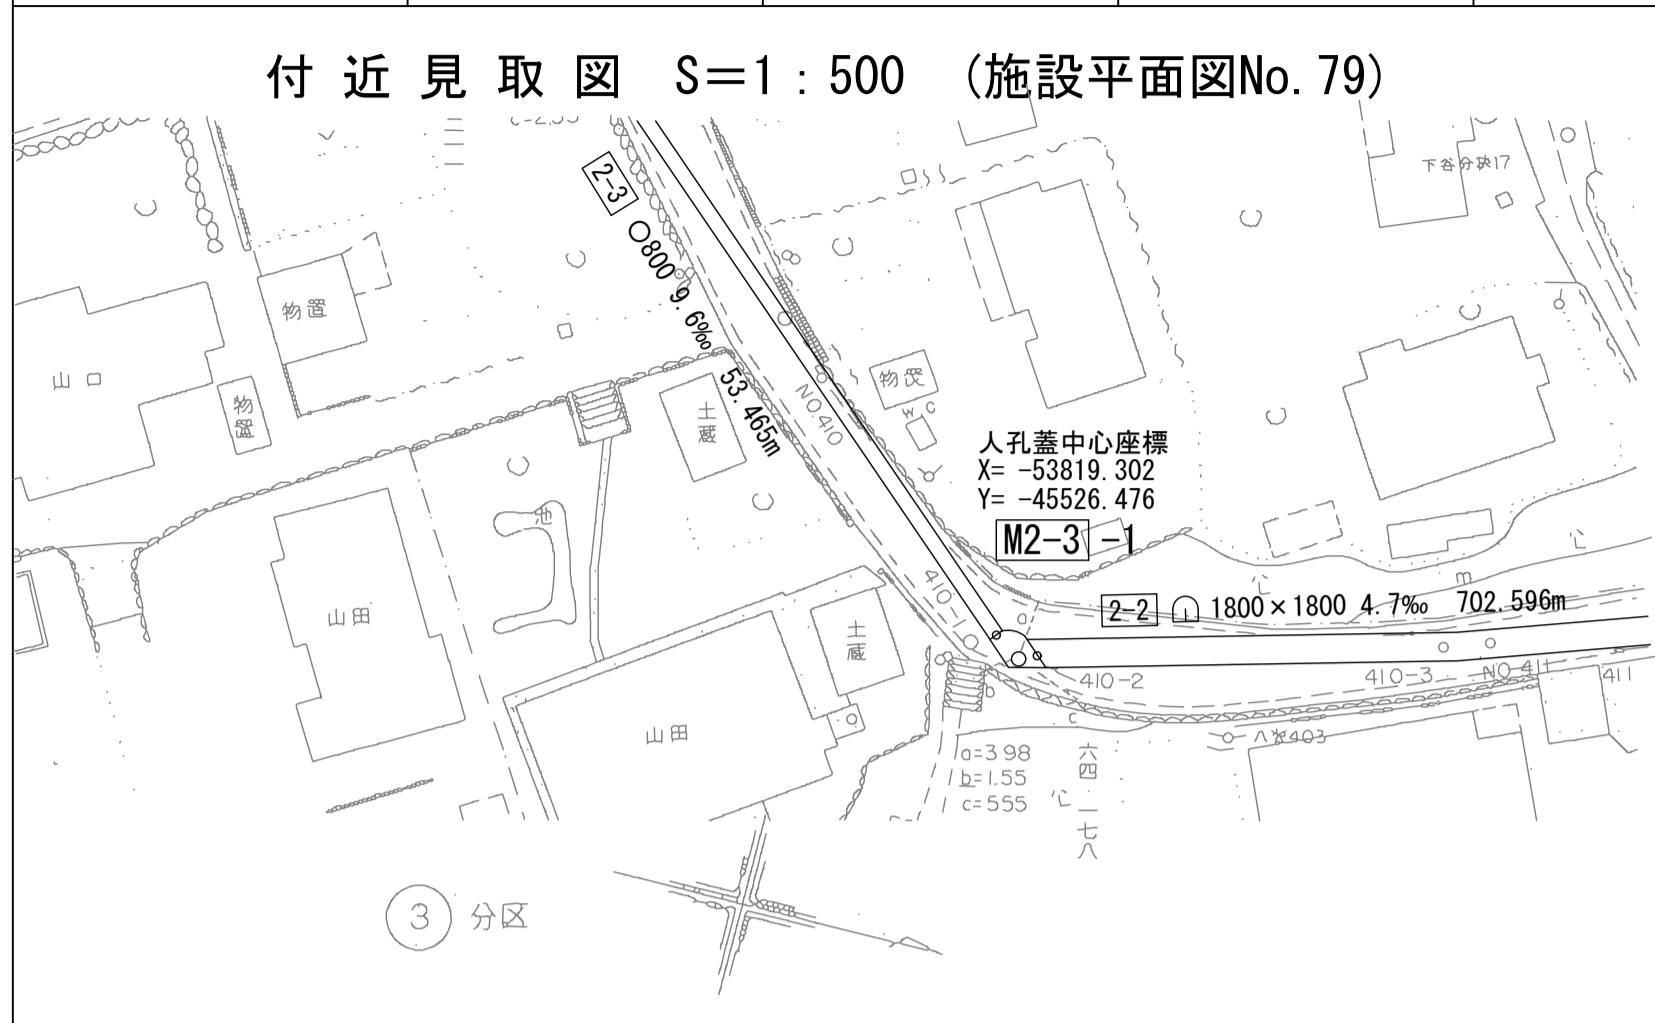 付近見取図 S=1:500 (施設平面図No.79)
下谷分砞17
2-3 ○800 9.6‰ 53.465m
物置
山口
物置
土蔵
NO.410
物置
WC
人孔蓋中心座標
X= -53819.302
Y= -45526.476
M2-3 -1
池
410-1
2-2 1800×1800 4.7‰ 702.596m
m
a
山田
土蔵
410-2
410-3
NO.411
411
b
c
山田
a=3.98
b=1.55
c=5.55
六四・一七八
3 分区